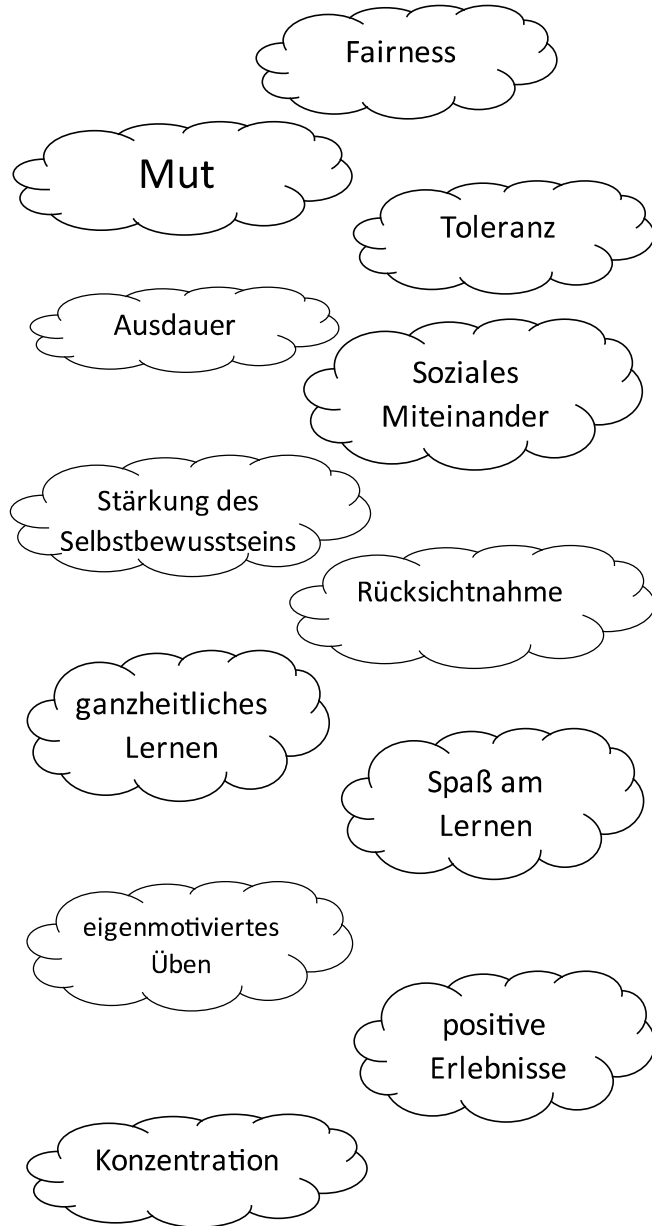 Fairness
Mut
Toleranz
Ausdauer
Soziales
Miteinander
Stärkung des
Selbstbewusstseins
Rücksichtnahme
ganzheitliches
Lernen
Spaß am
Lernen
eigenmotiviertes
Üben
positive
Erlebnisse
Konzentration